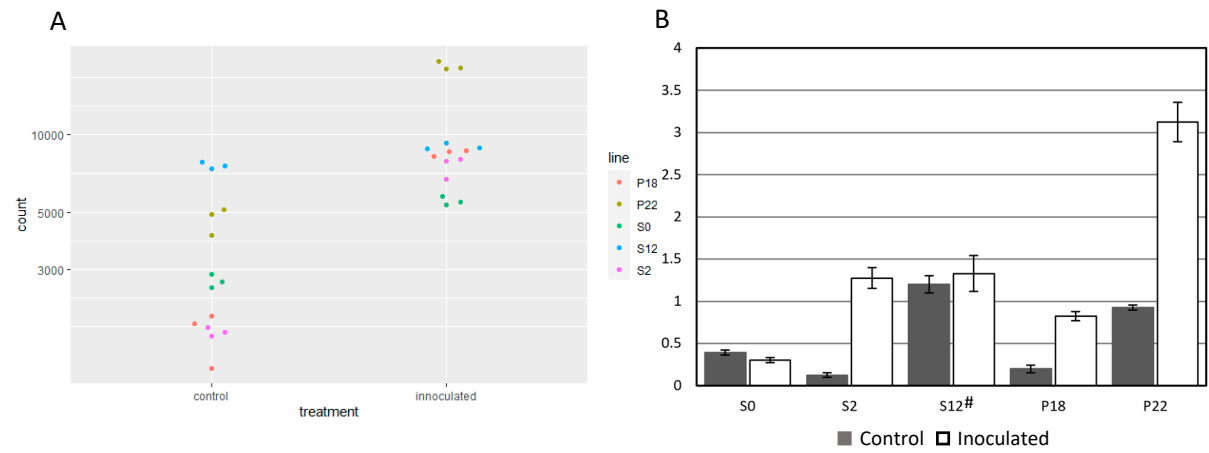 A
count
10000
5000
3000
control
innoculated
treatment
line
P18
P22
S0
S12
S2
B
4
3.5
3
2.5
2
1.5
1
0.5
0
S0
S2
S12#
P18
P22
Control
Inoculated